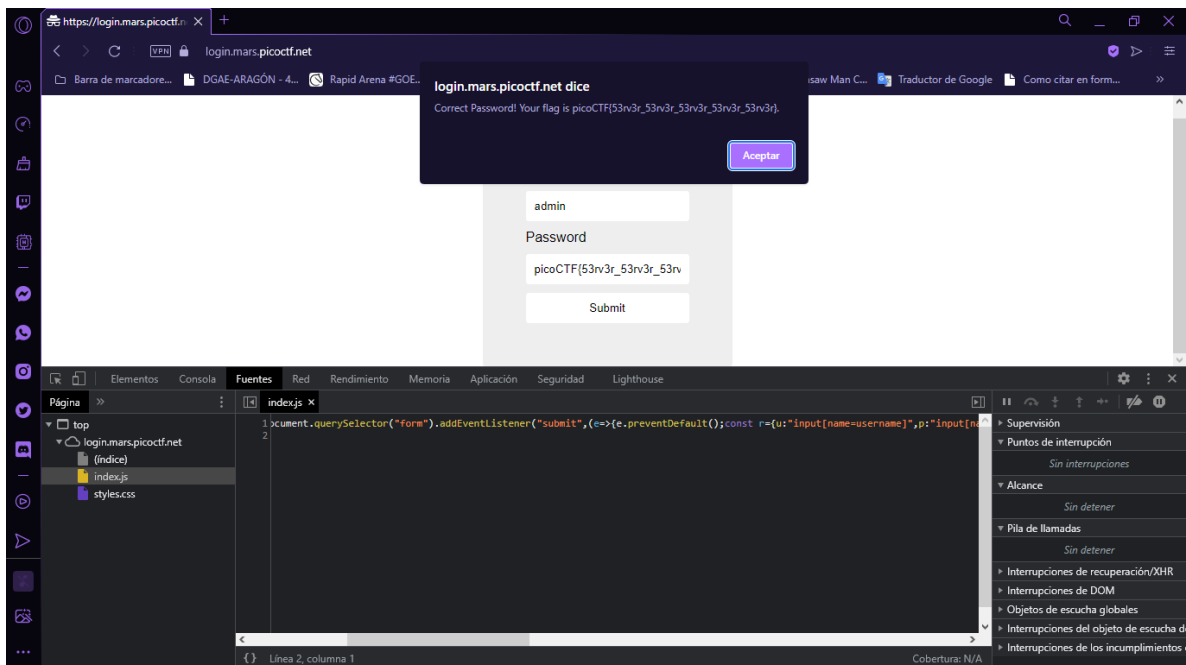 https://login.mars.picoctf.n
VPN login.mars.picoctf.net
Barra de marcadore... DGAE-ARAGÓN - 4... Rapid Arena #GOE... nsaw Man C... Traductor de Google Como citar en form... »
login.mars.picoctf.net dice
Correct Password! Your flag is picoCTF{53rv3r_53rv3r_53rv3r_53rv3r_53rv3r}.
Aceptar
admin
Password
picoCTF{53rv3r_53rv3r_53rv
Submit
Elementos Consola Fuentes Red Rendimiento Memoria Aplicación Seguridad Lighthouse
Página » index.js ×
top
login.mars.picoctf.net
(índice)
index.js
styles.css
1 ocument.querySelector("form").addEventListener("submit",(e=>{e.preventDefault();const r={u:"input[name=username]",p:"input[na
2
Supervisión
Puntos de interrupción
Sin interrupciones
Alcance
Sin detener
Pila de llamadas
Sin detener
Interrupciones de recuperación/XHR
Interrupciones de DOM
Objetos de escucha globales
Interrupciones del objeto de escucha d
Interrupciones de los incumplimientos
{} Línea 2, columna 1 Cobertura: N/A